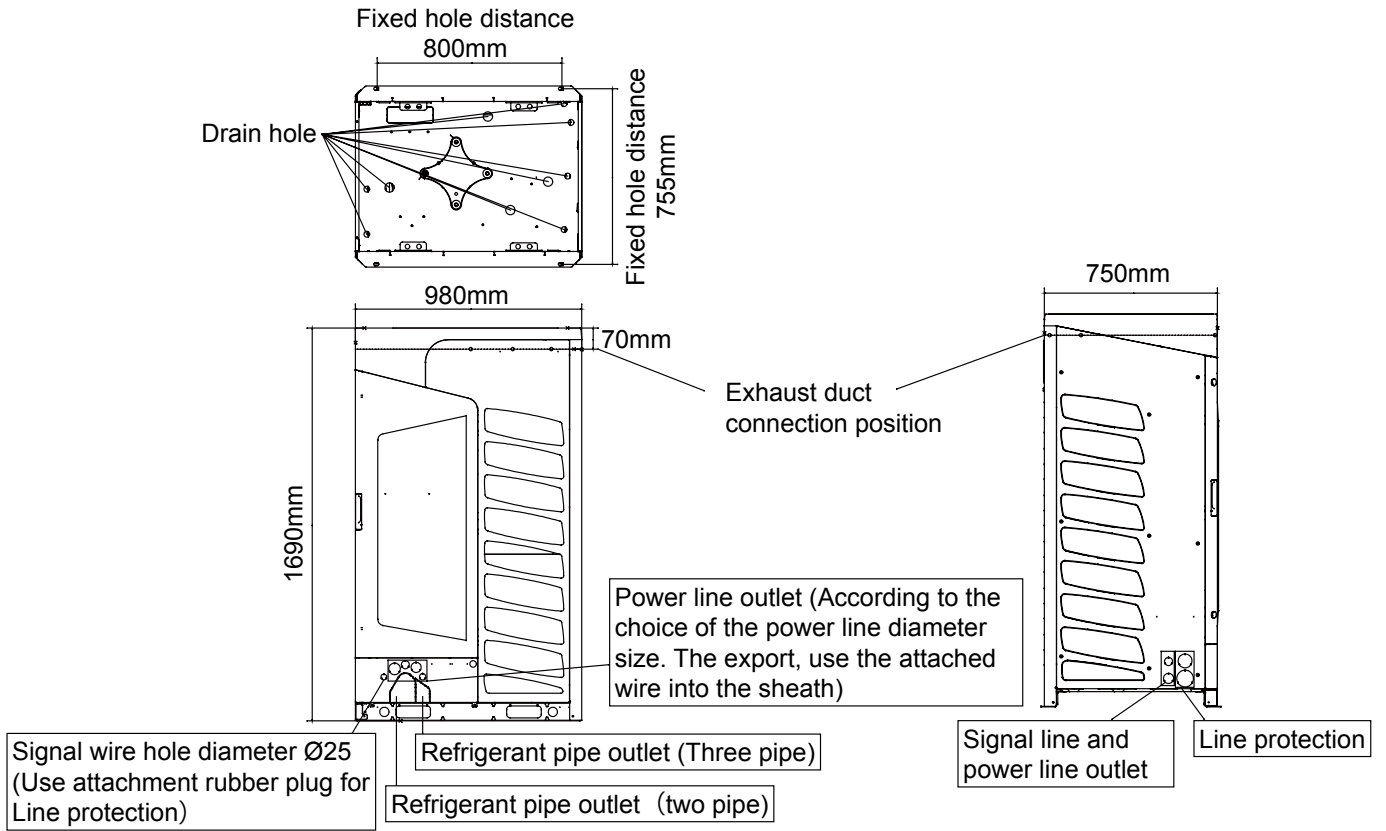 Fixed hole distance
800mm
Drain hole
Fixed hole distance
755mm
980mm
70mm
750mm
Exhaust duct
connection position
1690mm
Power line outlet (According to the
choice of the power line diameter
size. The export, use the attached
wire into the sheath)
Signal wire hole diameter Ø25
(Use attachment rubber plug for
Line protection）
Refrigerant pipe outlet (Three pipe)
Refrigerant pipe outlet（two pipe)
Signal line and
power line outlet
Line protection